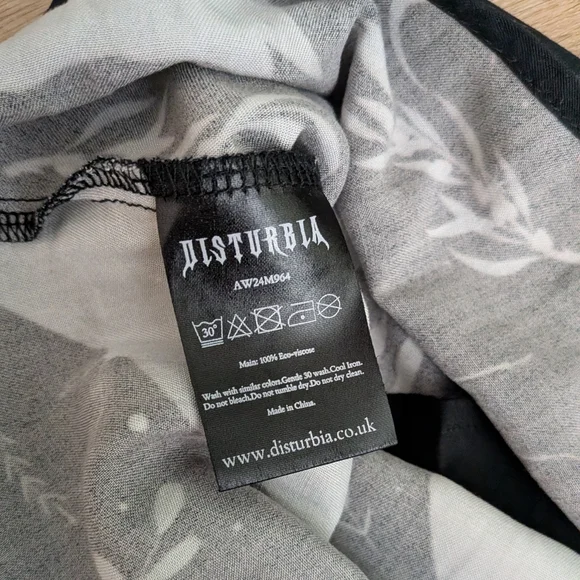 DISTURBIA
AW24M964
30°
Main: 100% Eco-viscose
Wash with similar colors.Gentle 30 wash.Cool Iron.
Do not bleach.Do not tumble dry.Do not dry clean.
Made in China.
www.disturbia.co.uk